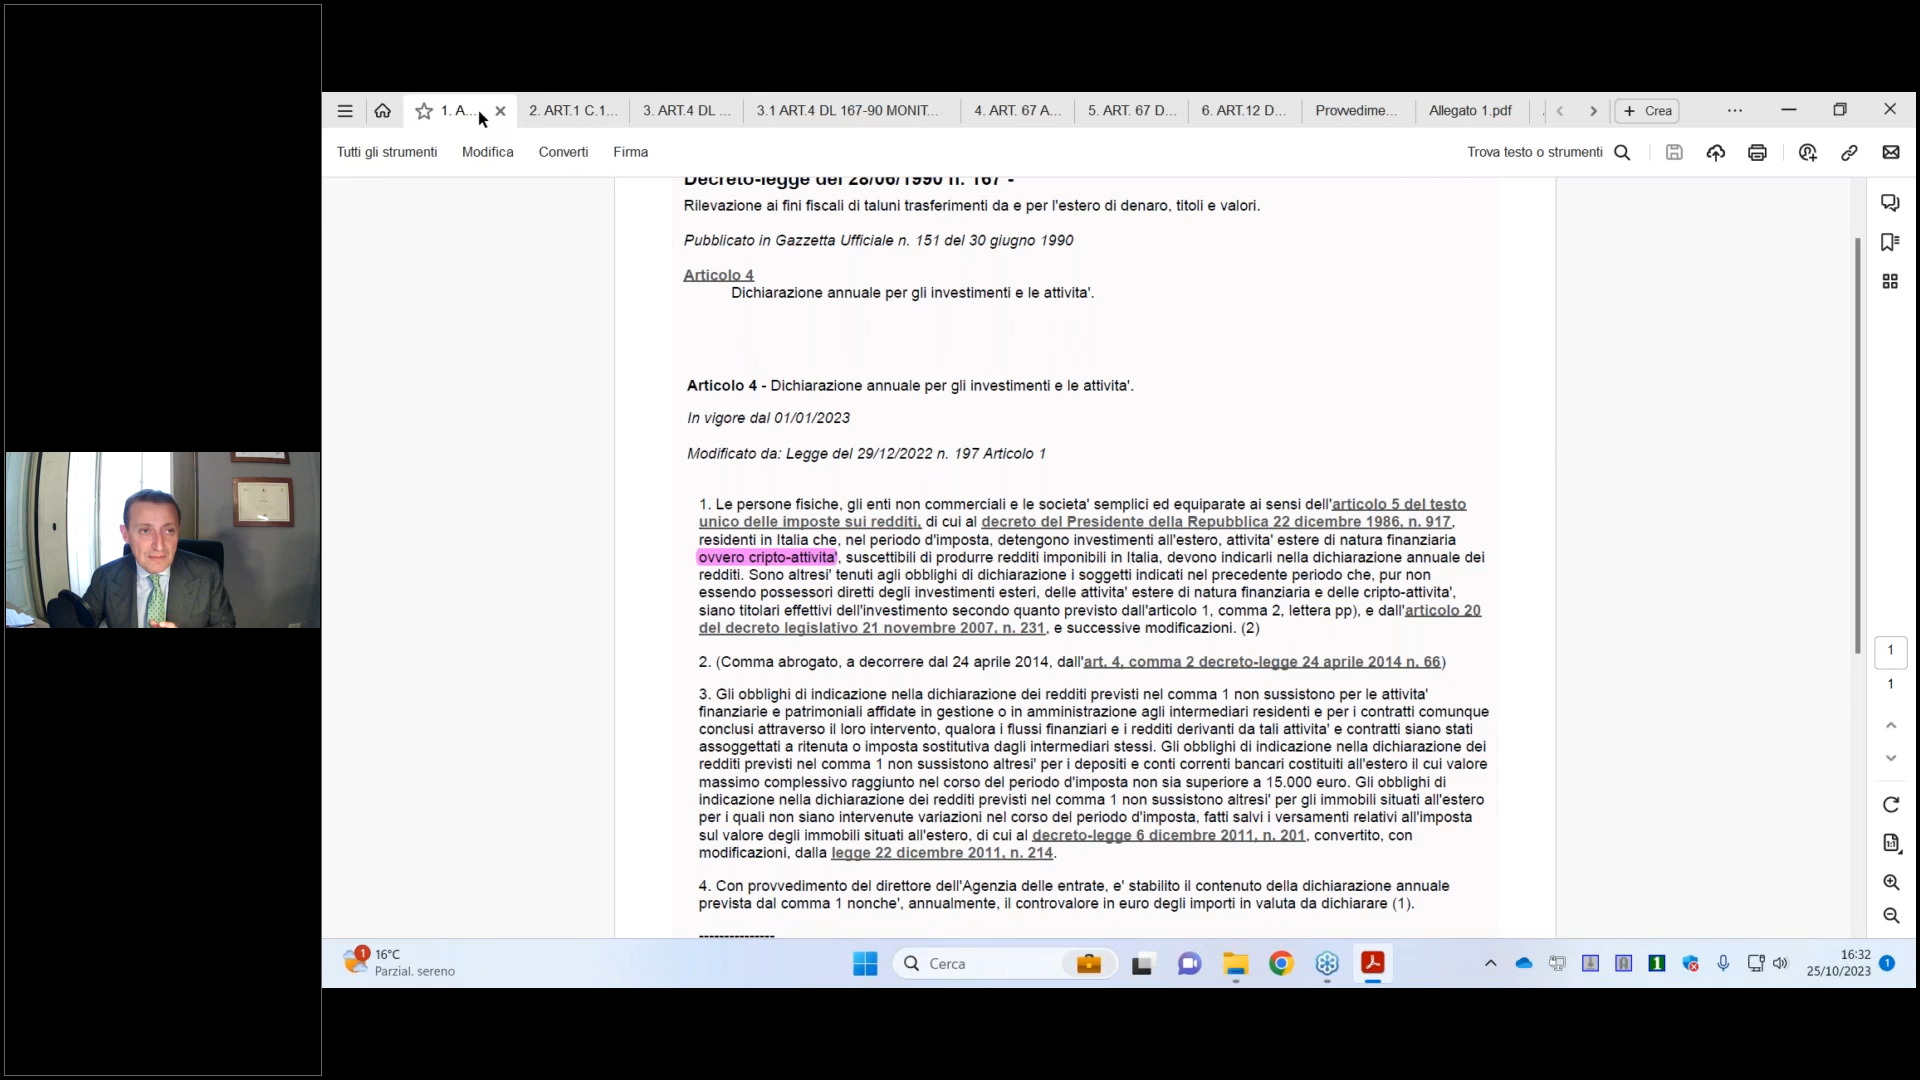 1. A...
2. ART.1 C.1...
3. ART.4 DL ...
3.1 ART.4 DL 167-90 MONIT...
4. ART. 67 A...
5. ART. 67 D...
6. ART.12 D...
Provvedime...
Allegato 1.pdf
Crea
Tutti gli strumenti
Modifica
Converti
Firma
Trova testo o strumenti
Decreto-legge del 28/06/1990 n. 167 -
Rilevazione ai fini fiscali di taluni trasferimenti da e per l'estero di denaro, titoli e valori.
Pubblicato in Gazzetta Ufficiale n. 151 del 30 giugno 1990
Articolo 4
Dichiarazione annuale per gli investimenti e le attivita'.
Articolo 4 - Dichiarazione annuale per gli investimenti e le attivita'.
In vigore dal 01/01/2023
Modificato da: Legge del 29/12/2022 n. 197 Articolo 1
1. Le persone fisiche, gli enti non commerciali e le societa' semplici ed equiparate ai sensi dell'articolo 5 del testo
unico delle imposte sui redditi, di cui al decreto del Presidente della Repubblica 22 dicembre 1986, n. 917,
residenti in Italia che, nel periodo d'imposta, detengono investimenti all'estero, attivita' estere di natura finanziaria
ovvero cripto-attivita', suscettibili di produrre redditi imponibili in Italia, devono indicarli nella dichiarazione annuale dei
redditi. Sono altresi' tenuti agli obblighi di dichiarazione i soggetti indicati nel precedente periodo che, pur non
essendo possessori diretti degli investimenti esteri, delle attivita' estere di natura finanziaria e delle cripto-attivita',
siano titolari effettivi dell'investimento secondo quanto previsto dall'articolo 1, comma 2, lettera pp), e dall'articolo 20
del decreto legislativo 21 novembre 2007, n. 231, e successive modificazioni. (2)
2. (Comma abrogato, a decorrere dal 24 aprile 2014, dall'art. 4, comma 2 decreto-legge 24 aprile 2014 n. 66)
3. Gli obblighi di indicazione nella dichiarazione dei redditi previsti nel comma 1 non sussistono per le attivita'
finanziarie e patrimoniali affidate in gestione o in amministrazione agli intermediari residenti e per i contratti comunque
conclusi attraverso il loro intervento, qualora i flussi finanziari e i redditi derivanti da tali attivita' e contratti siano stati
assoggettati a ritenuta o imposta sostitutiva dagli intermediari stessi. Gli obblighi di indicazione nella dichiarazione dei
redditi previsti nel comma 1 non sussistono altresi' per i depositi e conti correnti bancari costituiti all'estero il cui valore
massimo complessivo raggiunto nel corso del periodo d'imposta non sia superiore a 15.000 euro. Gli obblighi di
indicazione nella dichiarazione dei redditi previsti nel comma 1 non sussistono altresi' per gli immobili situati all'estero
per i quali non siano intervenute variazioni nel corso del periodo d'imposta, fatti salvi i versamenti relativi all'imposta
sul valore degli immobili situati all'estero, di cui al decreto-legge 6 dicembre 2011, n. 201, convertito, con
modificazioni, dalla legge 22 dicembre 2011, n. 214.
4. Con provvedimento del direttore dell'Agenzia delle entrate, e' stabilito il contenuto della dichiarazione annuale
prevista dal comma 1 nonche', annualmente, il controvalore in euro degli importi in valuta da dichiarare (1).
---------------
1
1
1
16°C
Parzial. sereno
Cerca
1
16:32
25/10/2023
1